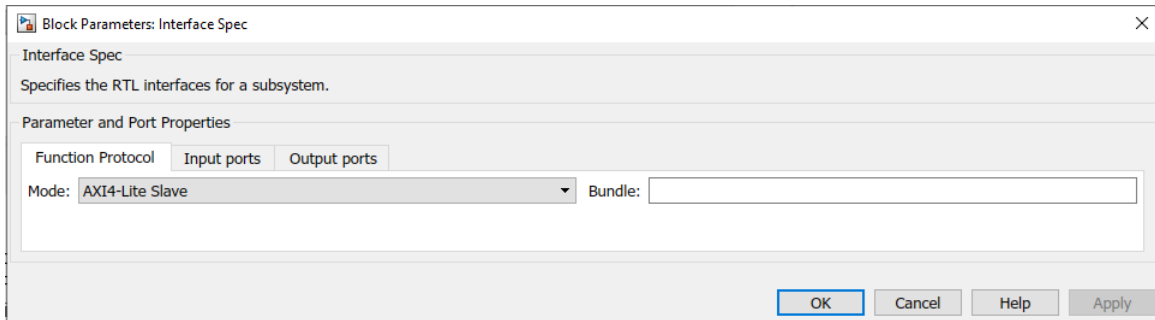 Block Parameters: Interface Spec
Interface Spec
Specifies the RTL interfaces for a subsystem.
Parameter and Port Properties
Function Protocol Input ports Output ports
Mode: AXI4-Lite Slave Bundle:
OK Cancel Help Apply